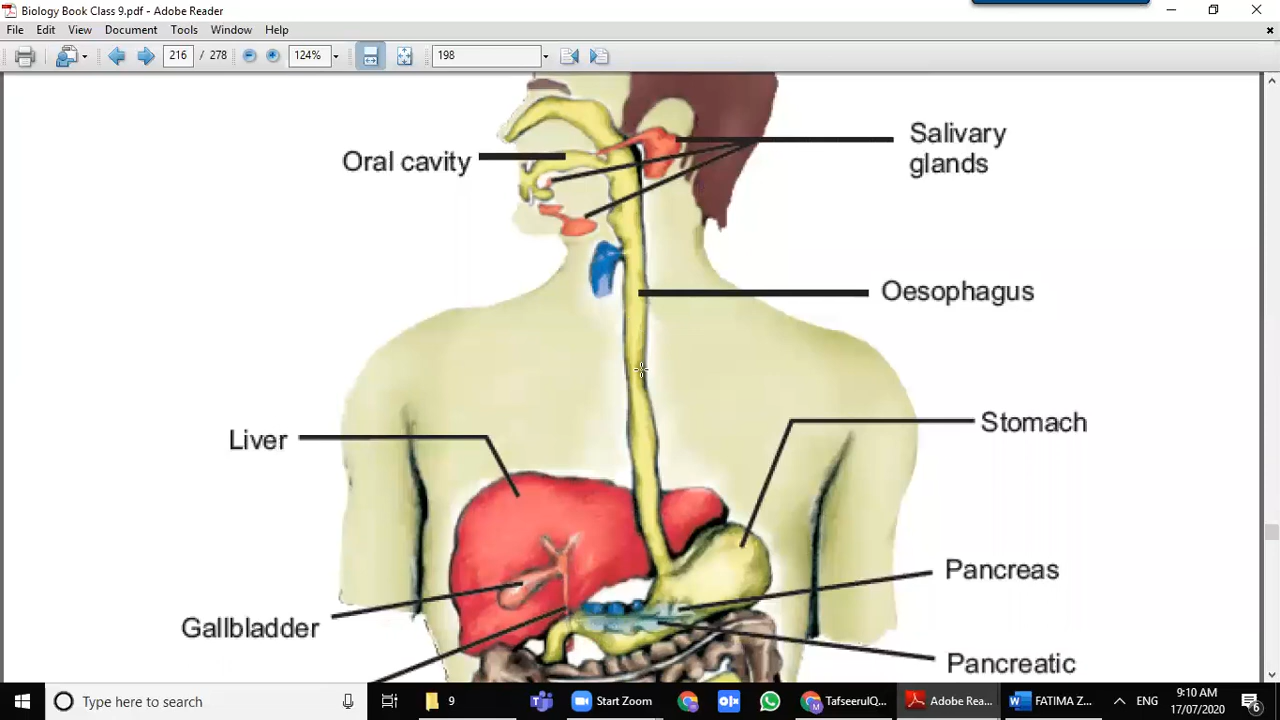 Biology Book Class 9.pdf - Adobe Reader
File Edit View Document Tools Window Help
216 / 278 124% 198
Oral cavity
Salivary
glands
Oesophagus
Liver
Stomach
Pancreas
Gallbladder
Pancreatic
Type here to search
9
Start Zoom
TafseerulQ...
Adobe Rea...
FATIMA Z...
ENG
9:10 AM
17/07/2020
6